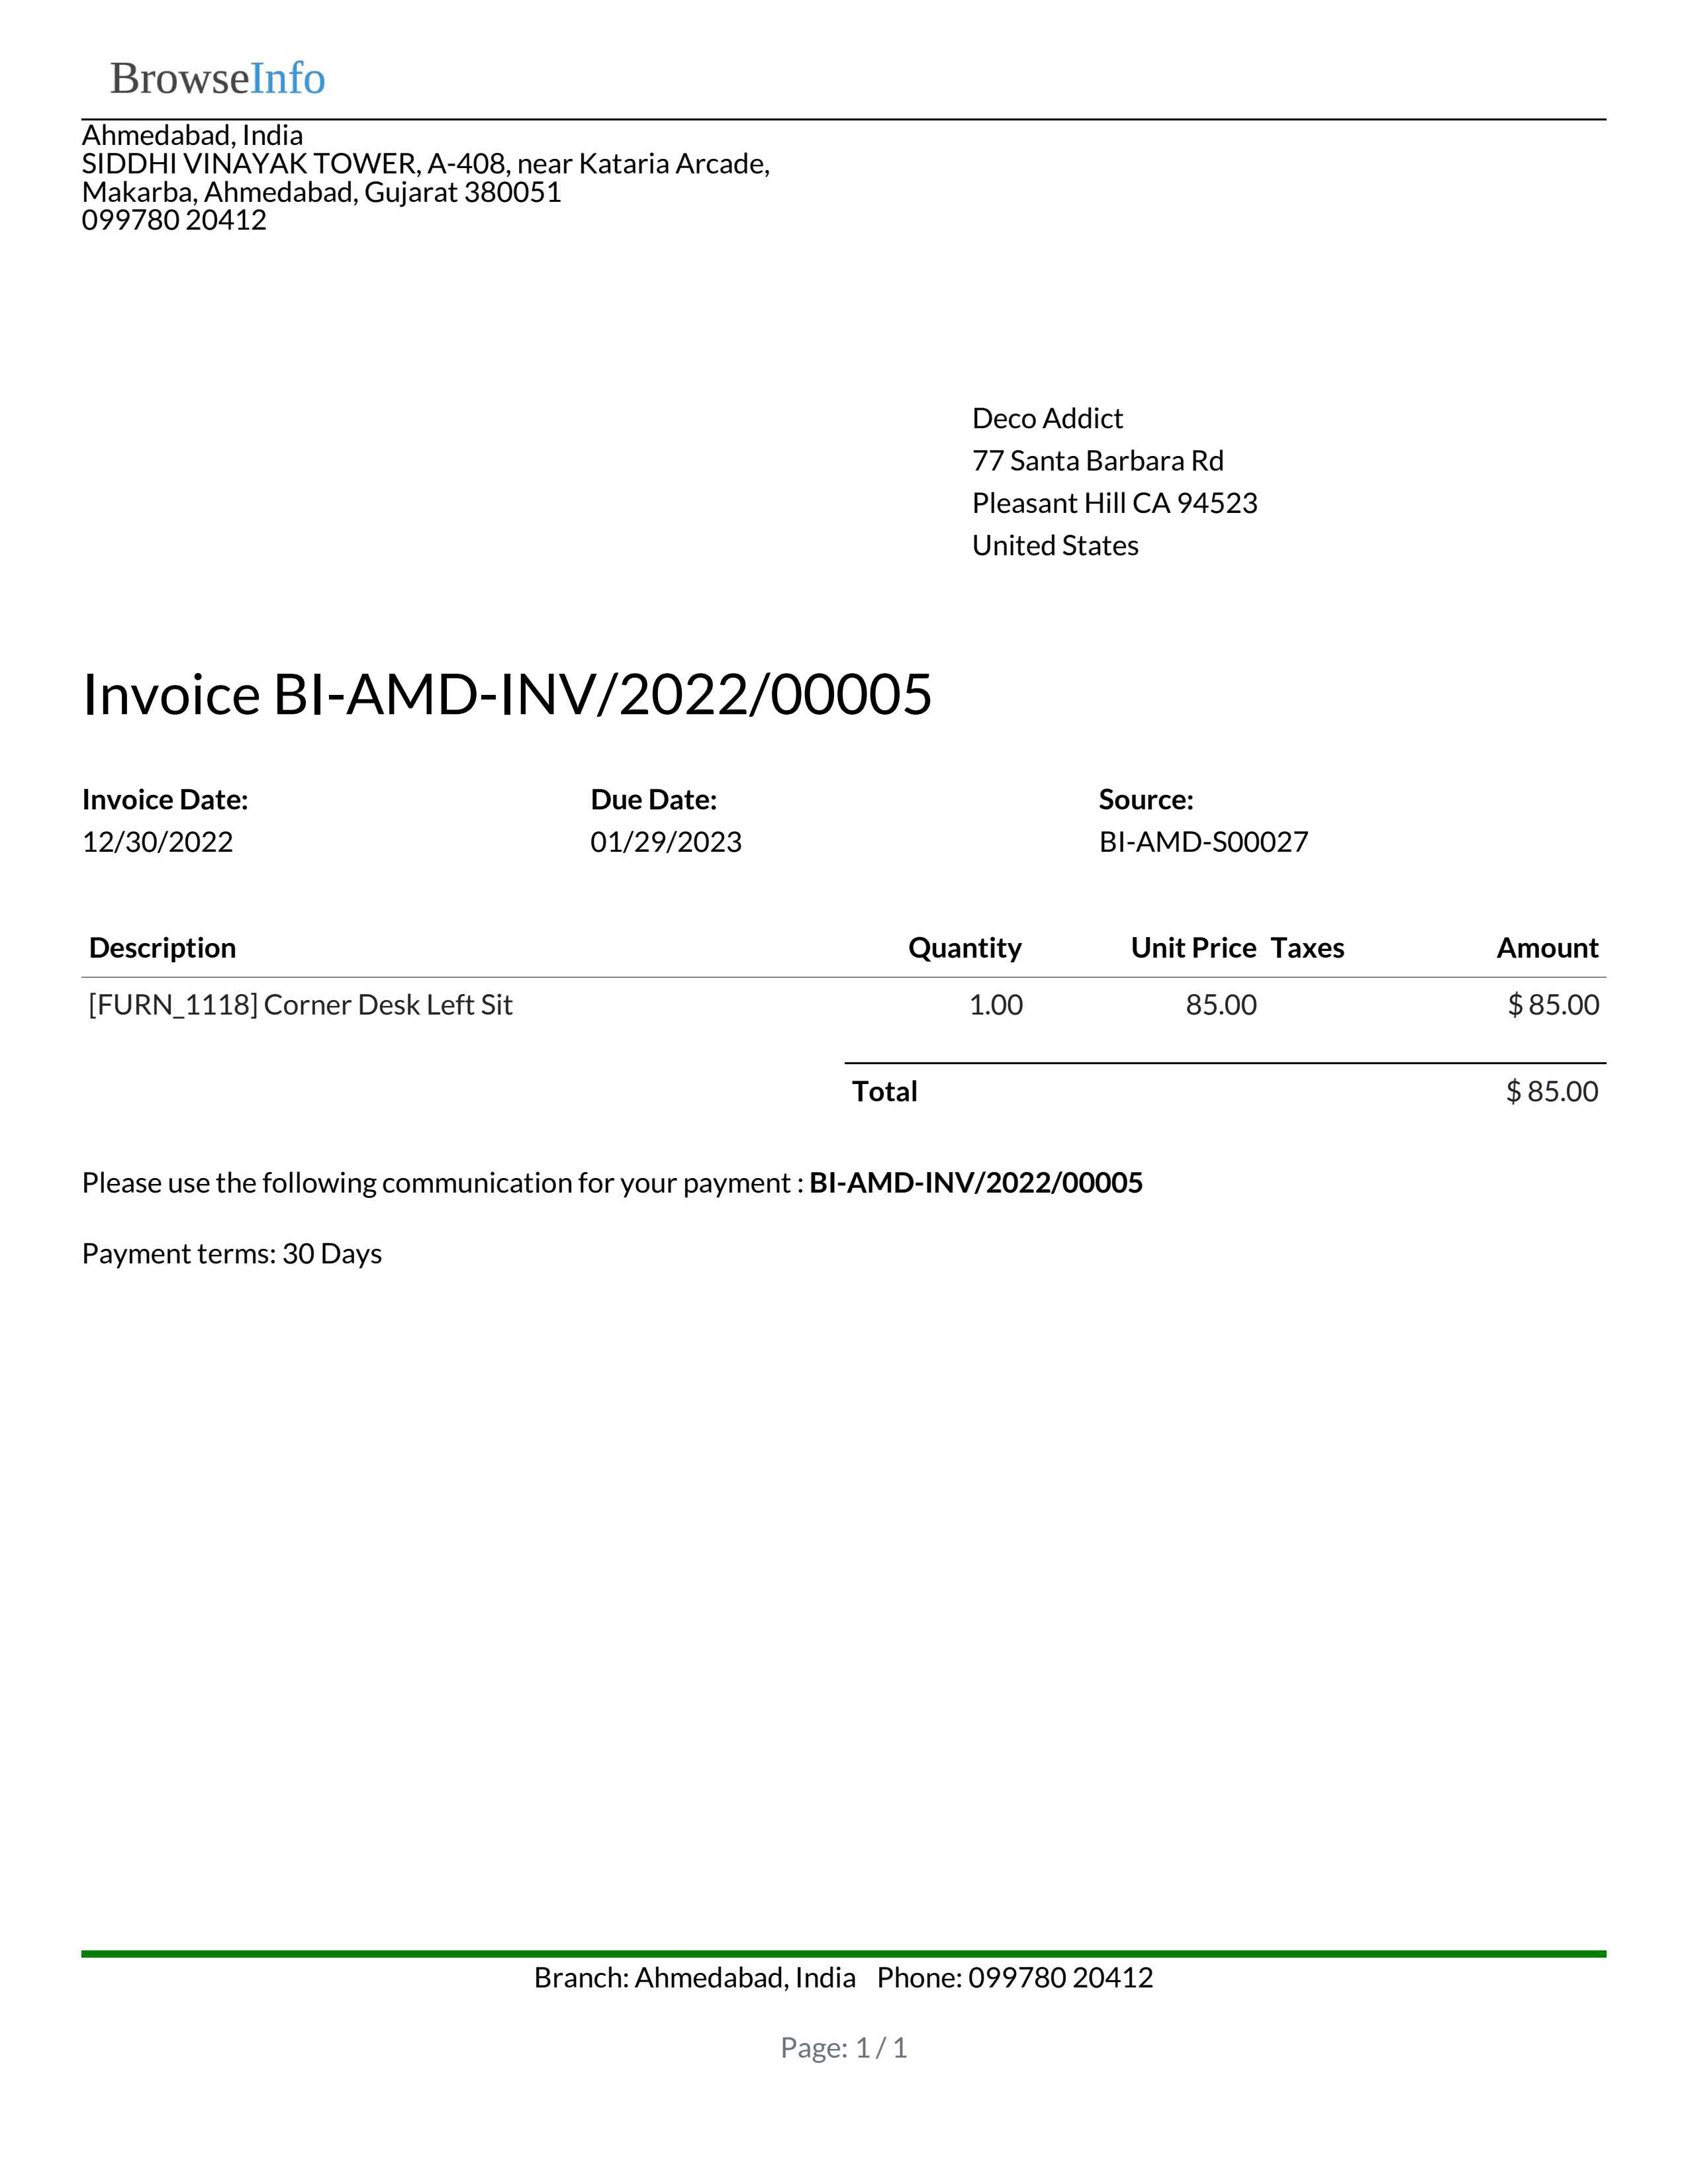 BrowseInfo
Ahmedabad, India
SIDDHI VINAYAK TOWER, A-408, near Kataria Arcade,
Makarba, Ahmedabad, Gujarat 380051
099780 20412
Deco Addict
77 Santa Barbara Rd
Pleasant Hill CA 94523
United States
Invoice BI-AMD-INV/2022/00005
Invoice Date: Due Date: Source:
12/30/2022 01/29/2023 BI-AMD-S00027
Description Quantity Unit Price Taxes Amount
[FURN_1118] Corner Desk Left Sit 1.00 85.00 $ 85.00
Total $ 85.00
Please use the following communication for your payment : BI-AMD-INV/2022/00005
Payment terms: 30 Days
Branch: Ahmedabad, India Phone: 099780 20412
Page: 1 / 1